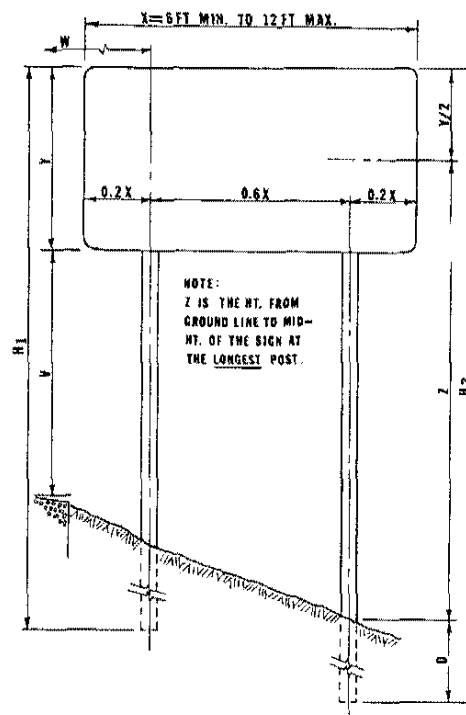 X=6FT MIN. TO 12FT MAX.
W
Y/2
Y
0.2X
0.6X
0.2X
NOTE:
Z IS THE HT. FROM
GROUND LINE TO MID-
HT. OF THE SIGN AT
THE LONGEST POST.
H1
V
Z
H2
D